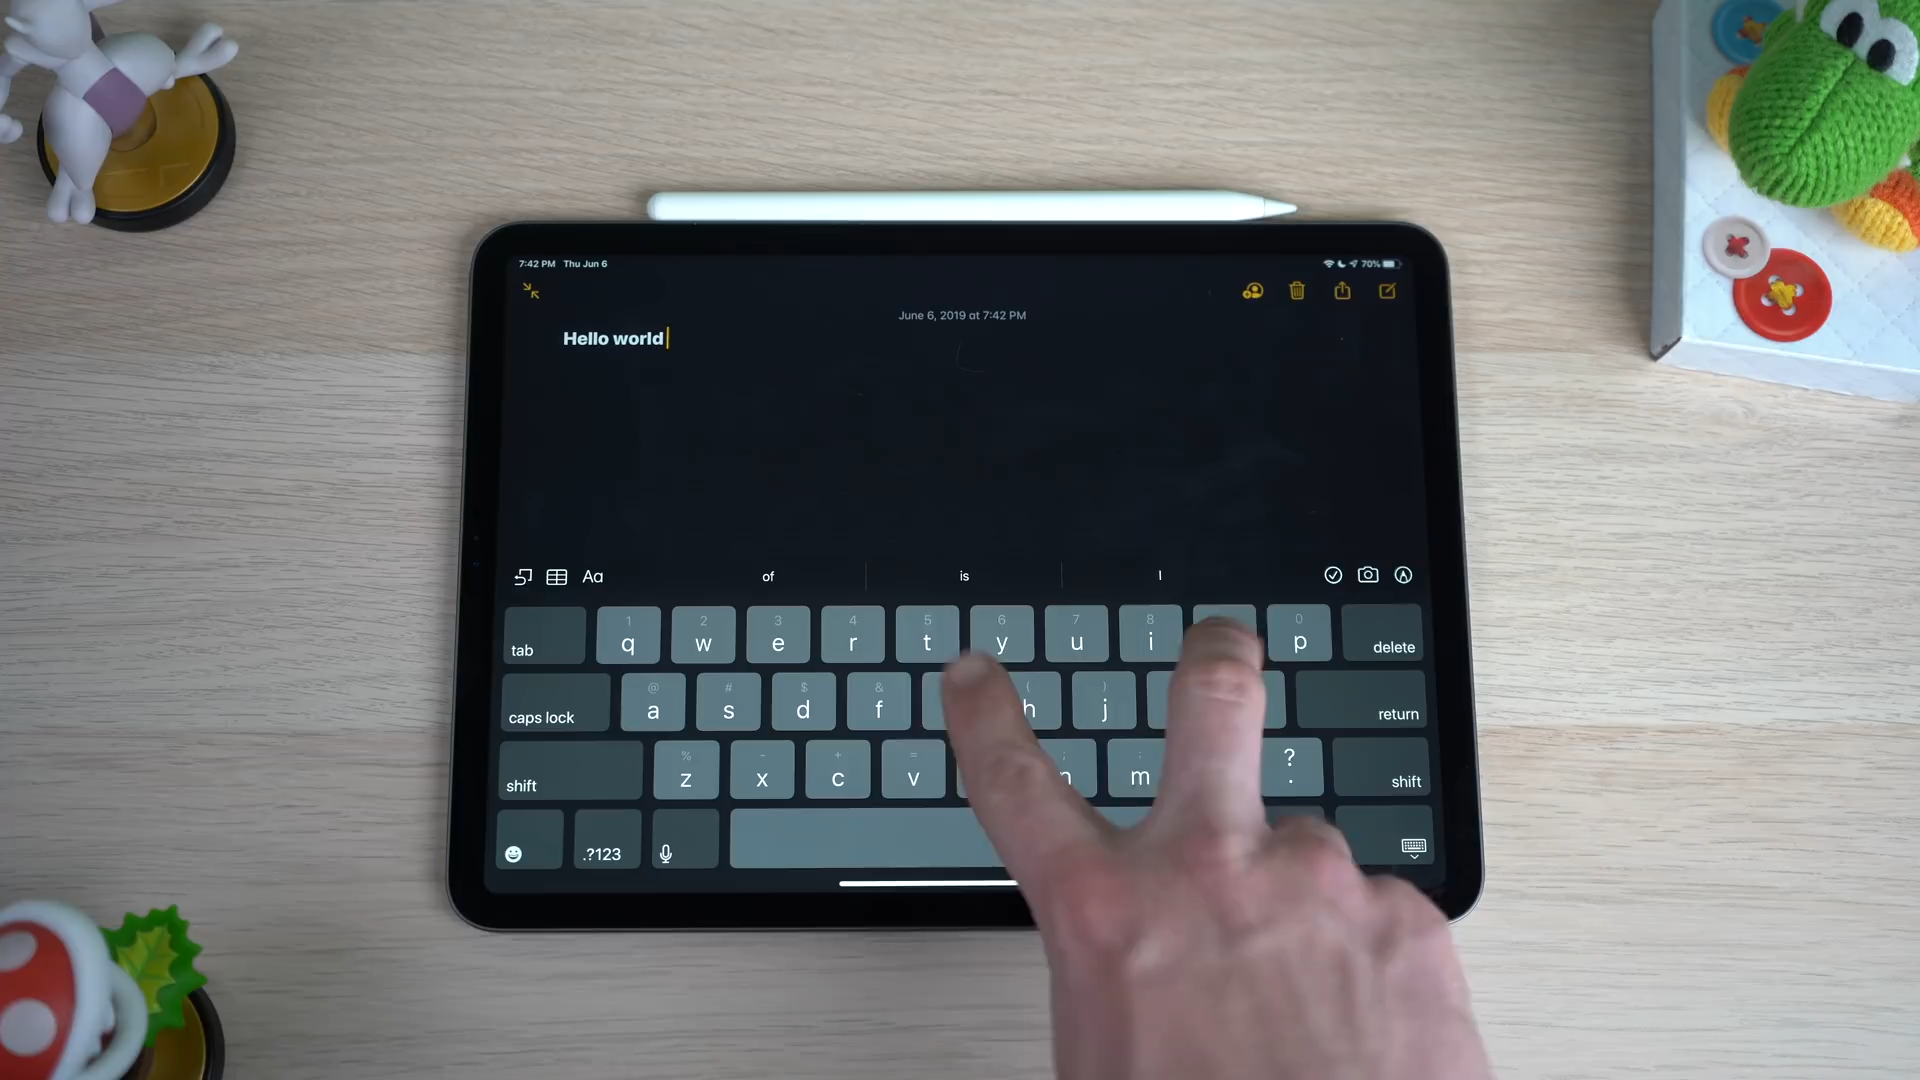 7:42 PM Thu Jun 6 70%
June 6, 2019 at 7:42 PM
Hello world
Aa of is I
1 2 3 4 5 6 7 8 0
tab q w e r t y u i p delete
@ # $ & ( )
caps lock a s d f h j return
% - + = ; ?
shift z x c v n m . shift
.?123